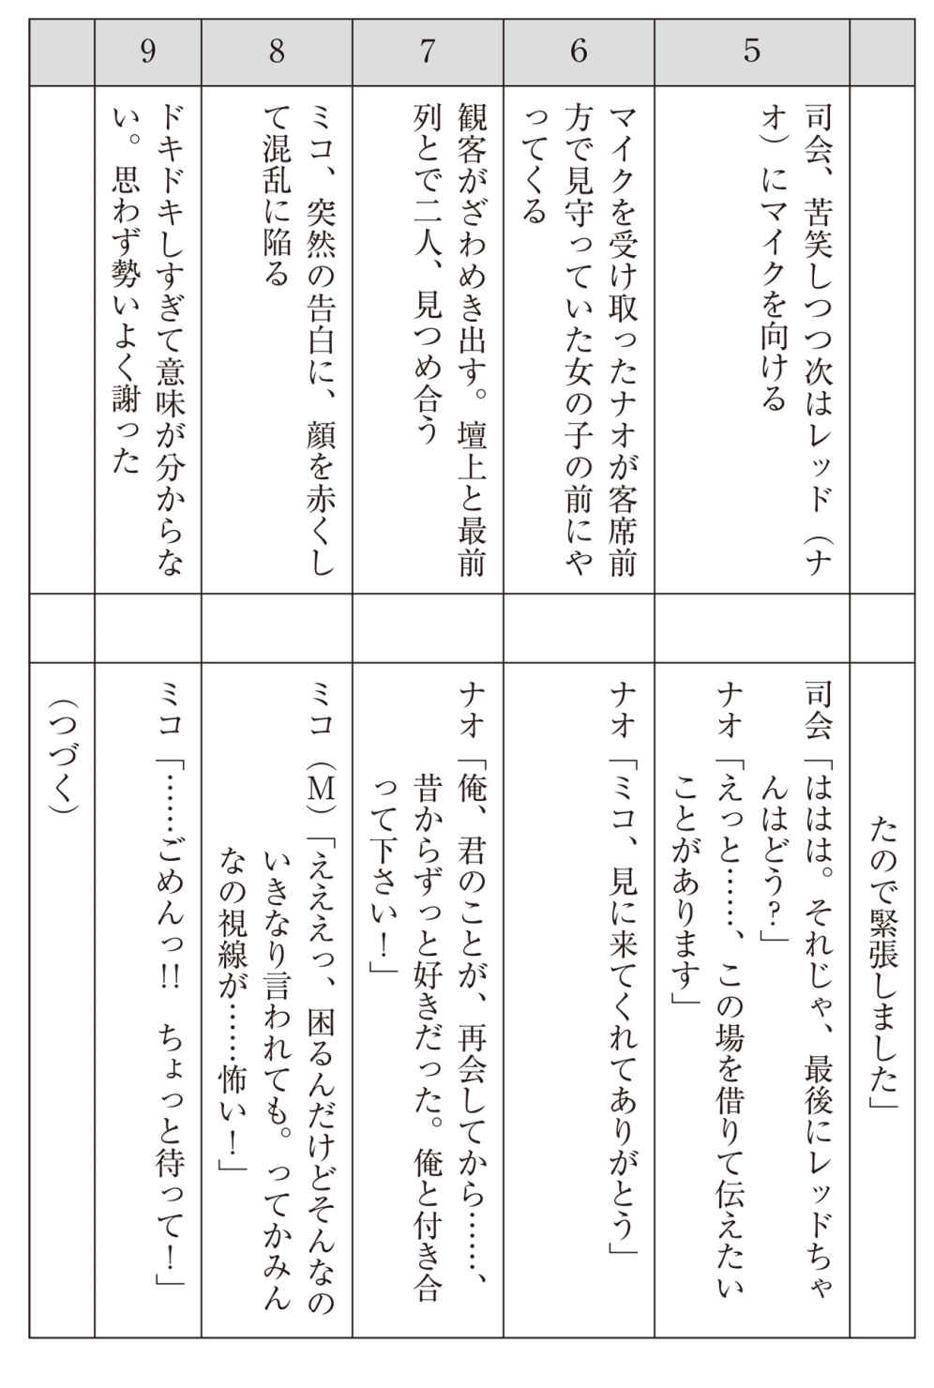 たので緊張しました」
5
司会、苦笑しつつ次はレッド（ナ
オ）にマイクを向ける
司会「ははは。それじゃ、最後にレッドちゃ
んはどう？」
ナオ「えっと……、この場を借りて伝えたい
ことがあります」
6
マイクを受け取ったナオが客席前
方で見守っていた女の子の前にや
ってくる
ナオ「ミコ、見に来てくれてありがとう」
7
観客がざわめき出す。壇上と最前
列とで二人、見つめ合う
ナオ「俺、君のことが、再会してから……、
昔からずっと好きだった。俺と付き合
って下さい！」
8
ミコ、突然の告白に、顔を赤くし
て混乱に陥る
ミコ（M）「えええっ、困るんだけどそんなの
いきなり言われても。ってかみん
なの視線が……怖い！」
9
ドキドキしすぎて意味が分からな
い。思わず勢いよく謝った
ミコ「……ごめんっ!!　ちょっと待って！」
（つづく）